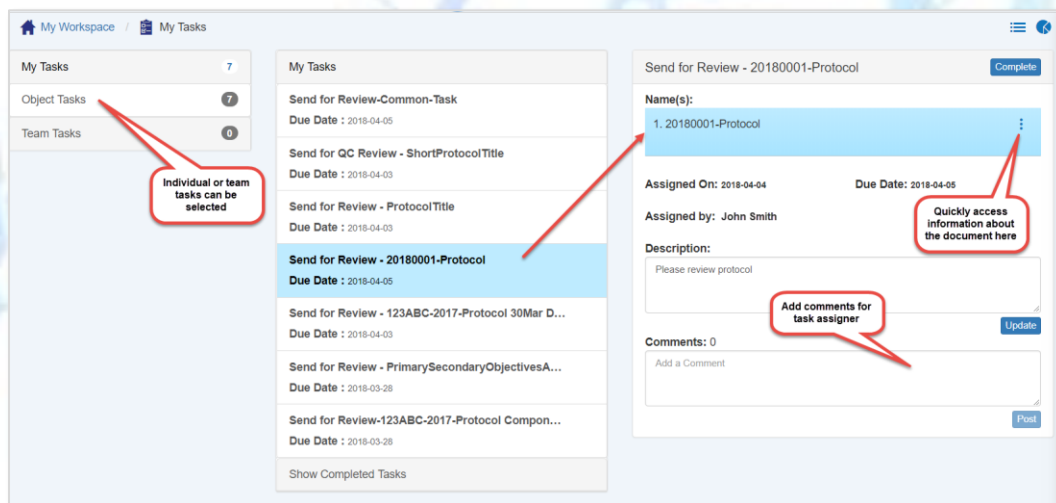 My Workspace / My Tasks
My Tasks 7
Object Tasks 7
Team Tasks 0
Individual or team
tasks can be
selected
My Tasks
Send for Review-Common-Task
Due Date : 2018-04-05
Send for QC Review - ShortProtocolTitle
Due Date : 2018-04-03
Send for Review - ProtocolTitle
Due Date : 2018-04-03
Send for Review - 20180001-Protocol
Due Date : 2018-04-05
Send for Review - 123ABC-2017-Protocol 30Mar D...
Due Date : 2018-04-03
Send for Review - PrimarySecondaryObjectivesA...
Due Date : 2018-03-28
Send for Review-123ABC-2017-Protocol Compon...
Due Date : 2018-03-28
Show Completed Tasks
Send for Review - 20180001-Protocol Complete
Name(s):
1. 20180001-Protocol
Assigned On: 2018-04-04 Due Date: 2018-04-05
Assigned by: John Smith
Quickly access
information about
the document here
Description:
Please review protocol
Add comments for
task assigner
Update
Comments: 0
Add a Comment
Post